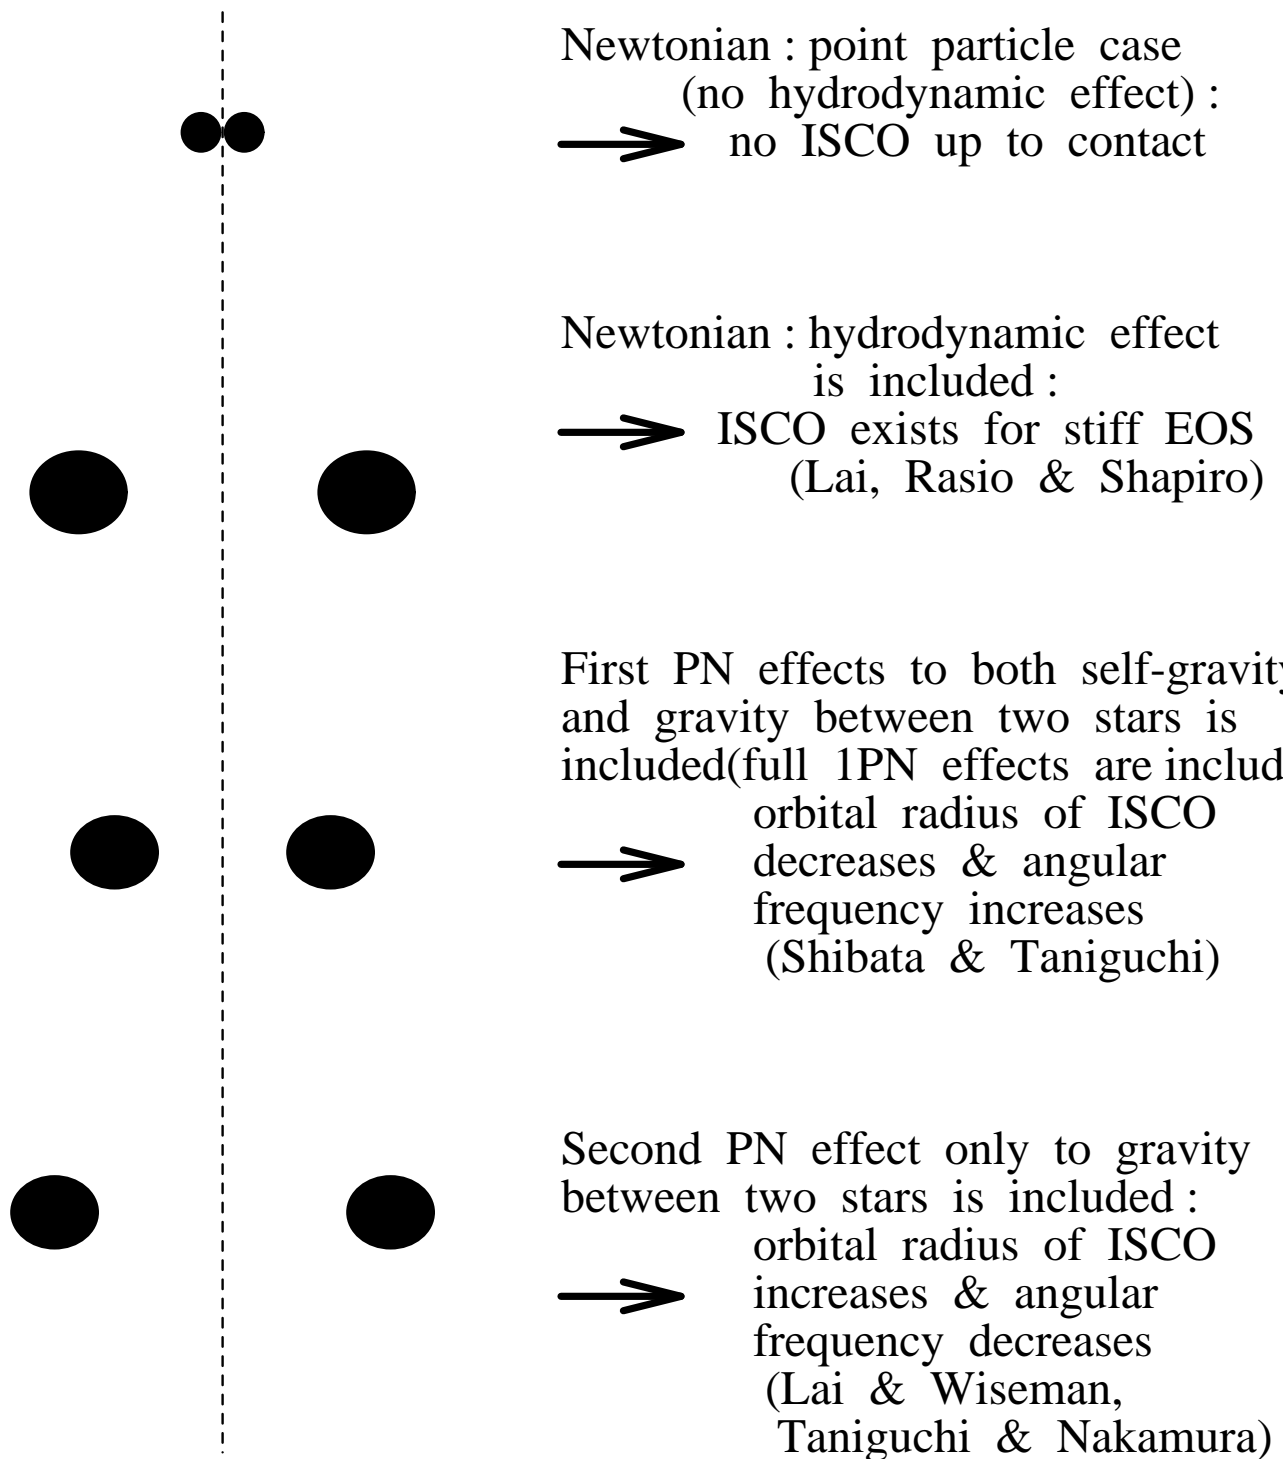 Newtonian : point particle case
(no hydrodynamic effect) :
no ISCO up to contact
Newtonian : hydrodynamic effect
is included :
ISCO exists for stiff EOS
(Lai, Rasio & Shapiro)
First PN effects to both self-gravity
and gravity between two stars is
included(full 1PN effects are includ
orbital radius of ISCO
decreases & angular
frequency increases
(Shibata & Taniguchi)
Second PN effect only to gravity
between two stars is included :
orbital radius of ISCO
increases & angular
frequency decreases
(Lai & Wiseman,
Taniguchi & Nakamura)